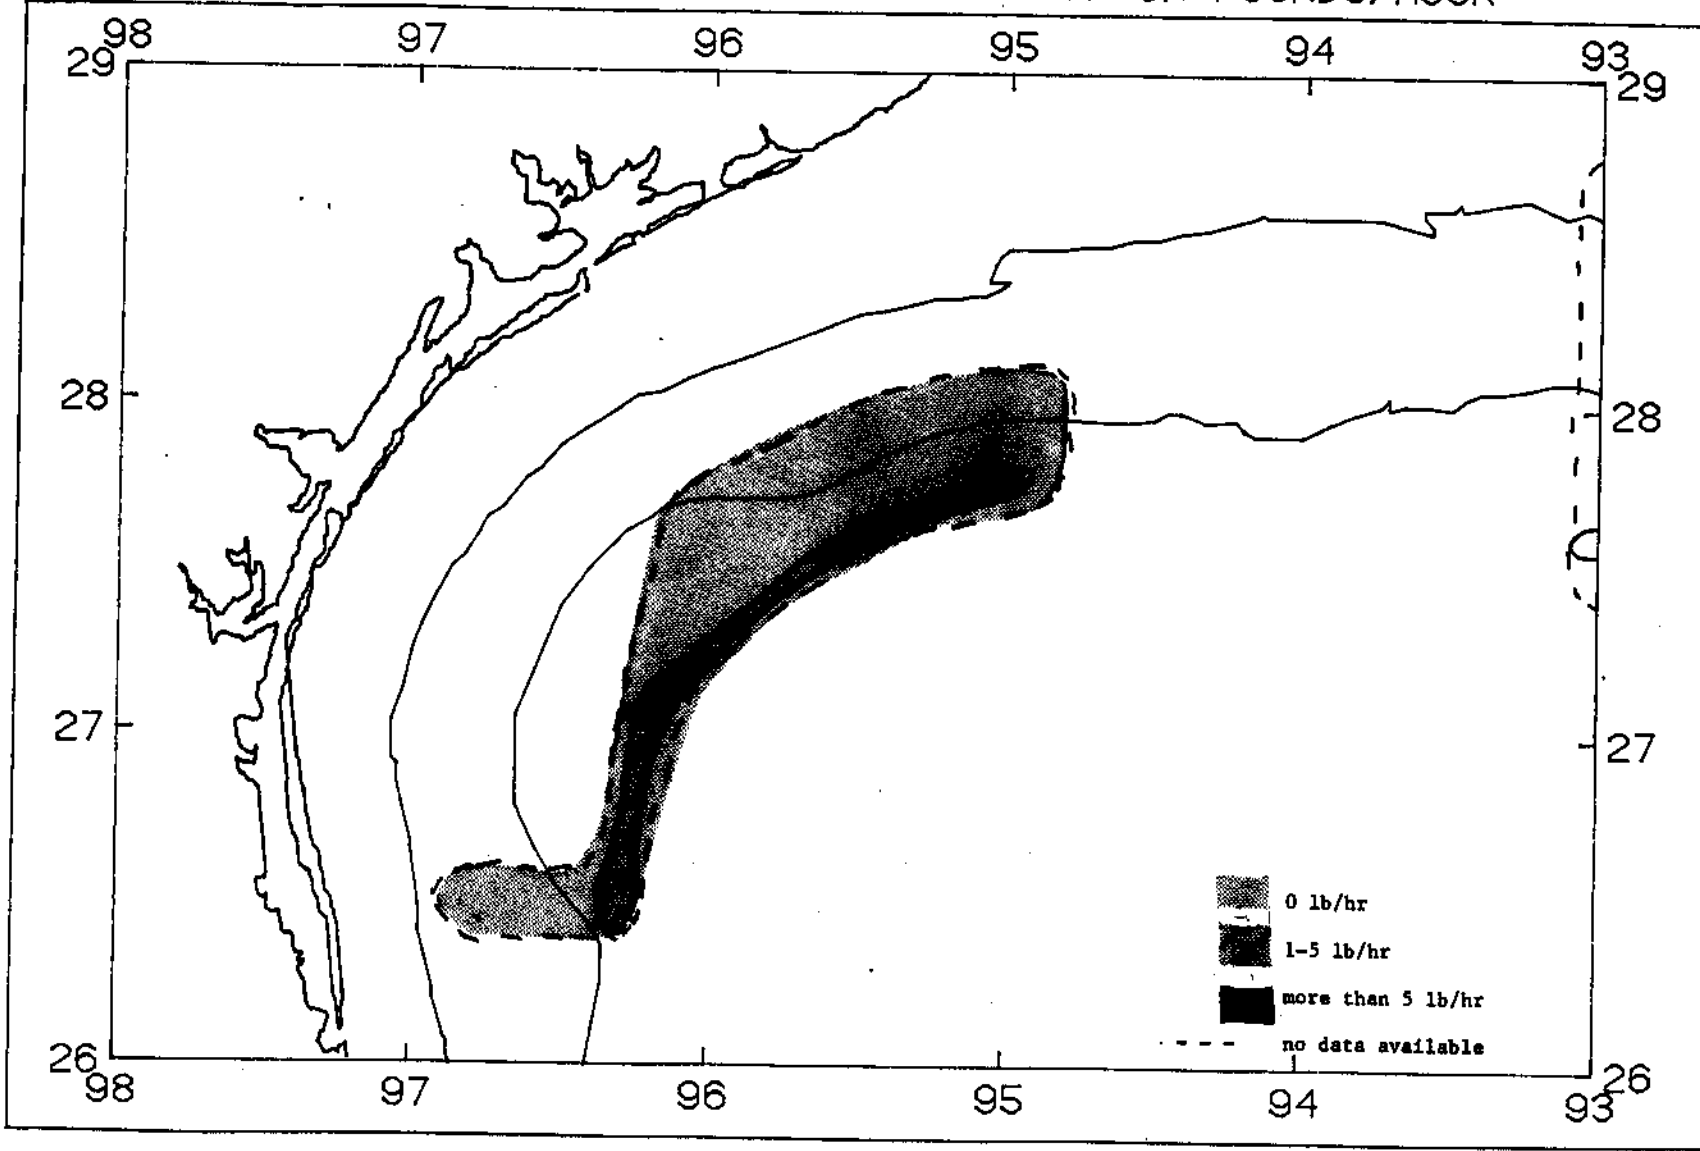 98 97 96 95 94 93
29 29
28 28
27 27
0 lb/hr
1-5 lb/hr
more than 5 lb/hr
no data available
26 26
98 97 96 95 94 93